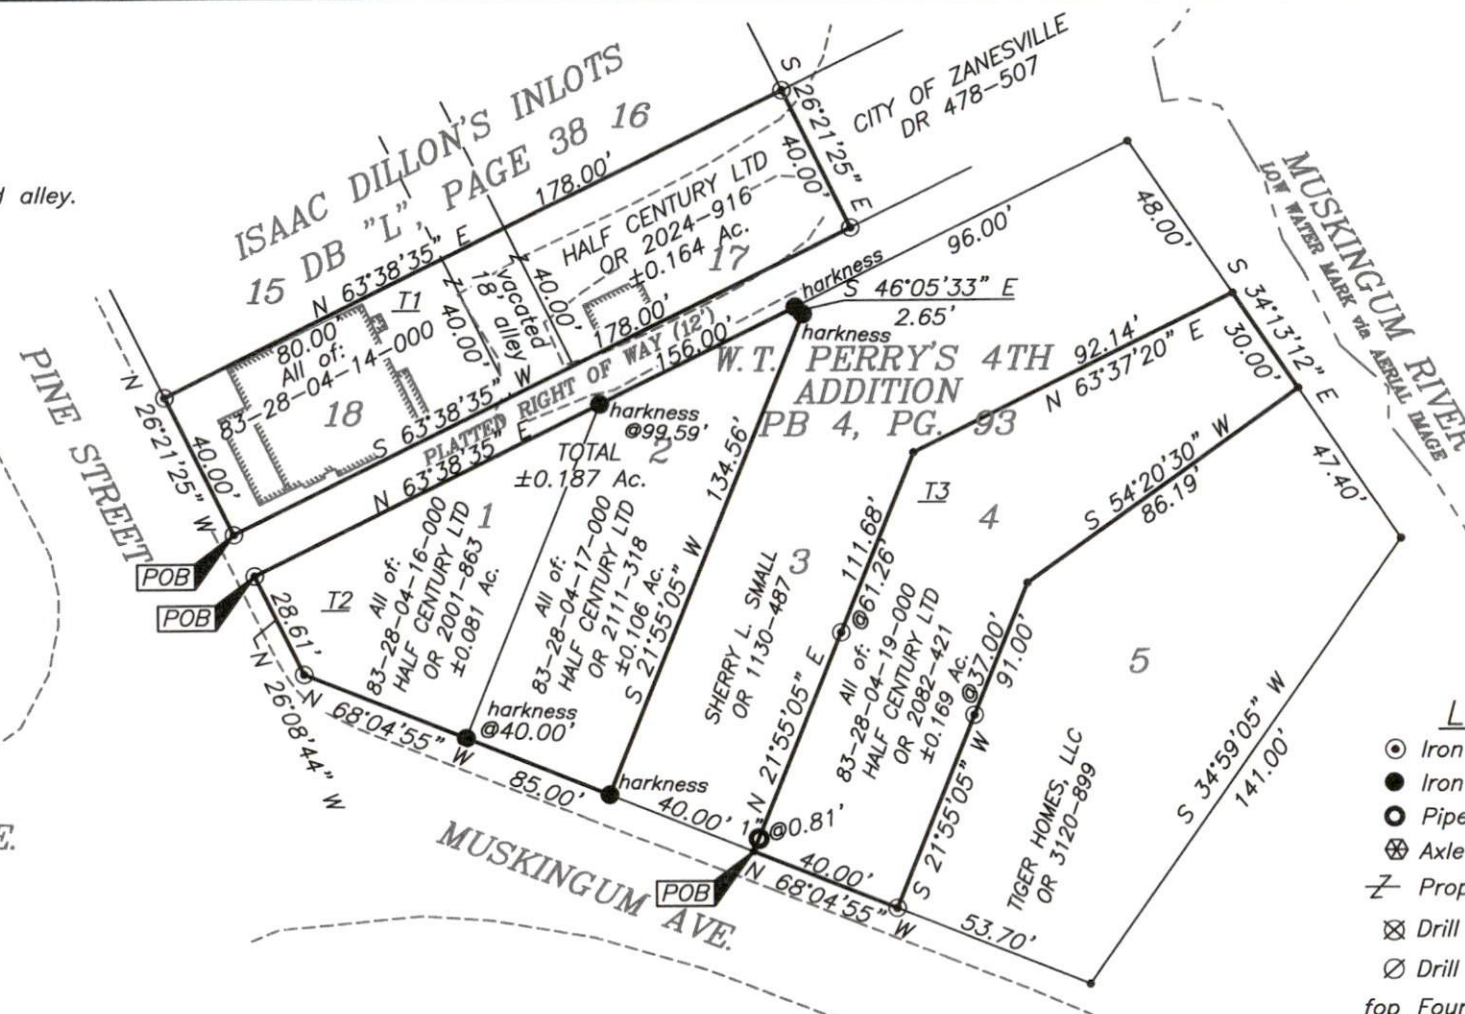 d alley.
ISAAC DILLON'S INLOTS
15 DB "L", PAGE 38 16
CITY OF ZANESVILLE
DR 478-507
S 26°21'25" E
40.00'
178.00'
N 63°38'35" E
HALF CENTURY LTD
OR 2024-916
±0.164 Ac.
17
vacated
18' alley
Z 40.00'
Z 40.00'
T1
80.00'
All of:
83-28-04-14-000
18
178.00'
S 63°38'35" W
PLATTED RIGHT OF WAY (12')
156.00'
N 63°38'35" E
PINE STREET
N 26°21'25" W
40.00'
POB
POB
harkness
96.00'
48.00'
S 46°05'33" E
2.65'
harkness
W.T. PERRY'S 4TH
ADDITION
PB 4, PG. 93
MUSKINGUM RIVER
LOW WATER MARK via AERIAL IMAGE
S 34°13'12" E
30.00'
47.40'
92.14'
N 63°37'20" E
harkness
@99.59'
TOTAL
±0.187 Ac.
2
1
T2
28.61'
N 26°08'44" W
All of:
83-28-04-16-000
HALF CENTURY LTD
OR 2001-863
±0.081 Ac.
All of:
83-28-04-17-000
HALF CENTURY LTD
OR 2111-318
±0.106 Ac.
134.56'
S 21°55'05" W
N 68°04'55" W
85.00'
harkness
@40.00'
harkness
40.00'
3
SHERRY L. SMALL
OR 1130-487
T3
4
S 54°20'30" W
86.19'
111.68'
@61.26'
N 21°55'05" E
All of:
83-28-04-19-000
HALF CENTURY LTD
OR 2082-421
±0.169 Ac.
@37.00'
91.00'
S 21°55'05" W
5
TIGER HOMES, LLC
OR 3120-899
S 34°59'05" W
141.00'
1" @0.81'
POB
40.00'
N 68°04'55" W
53.70'
MUSKINGUM AVE.
E.
L
Iron
Iron
Pipe
Axle
Z Prop
Drill
Drill
fop Foun